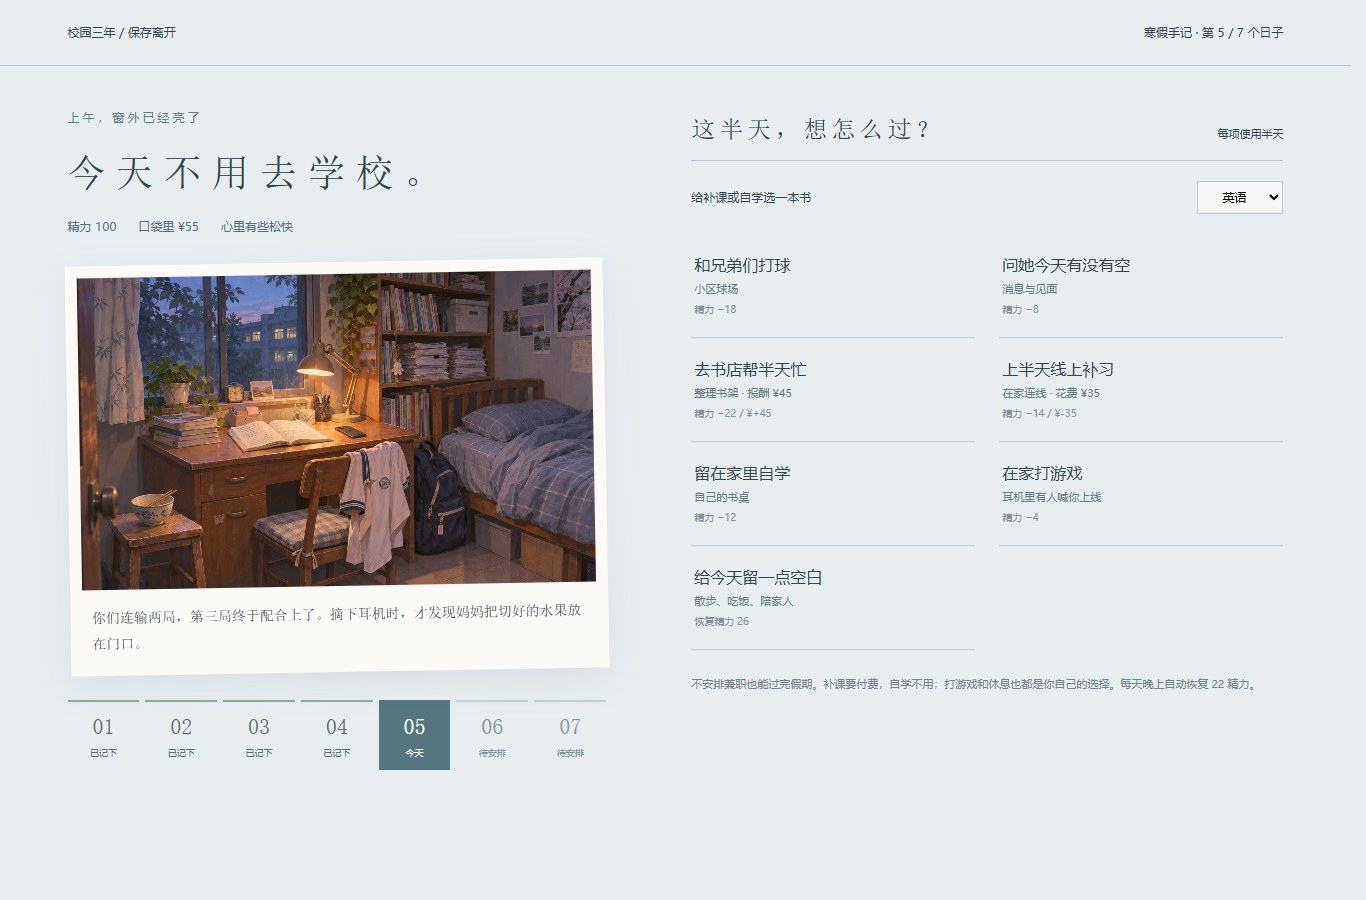 校园三年 / 保存离开
寒假手记 · 第 5 / 7 个日子
上午，窗外已经亮了
今天不用去学校。
精力 100 口袋里 ¥55 心里有些松快
你们连输两局，第三局终于配合上了。摘下耳机时，才发现妈妈把切好的水果放
在门口。
01 02 03 04 05 06 07
已记下 已记下 已记下 已记下 今天 待安排 待安排
这半天，想怎么过？
每项使用半天
给补课或自学选一本书
英语
和兄弟们打球
小区球场
精力 −18
问她今天有没有空
消息与见面
精力 −8
去书店帮半天忙
整理书架 · 报酬 ¥45
精力 −22 / ¥+45
上半天线上补习
在家连线 · 花费 ¥35
精力 −14 / ¥-35
留在家里自学
自己的书桌
精力 −12
在家打游戏
耳机里有人喊你上线
精力 −4
给今天留一点空白
散步、吃饭、陪家人
恢复精力 26
不安排兼职也能过完假期。补课要付费，自学不用；打游戏和休息也都是你自己的选择。每天晚上自动恢复 22 精力。